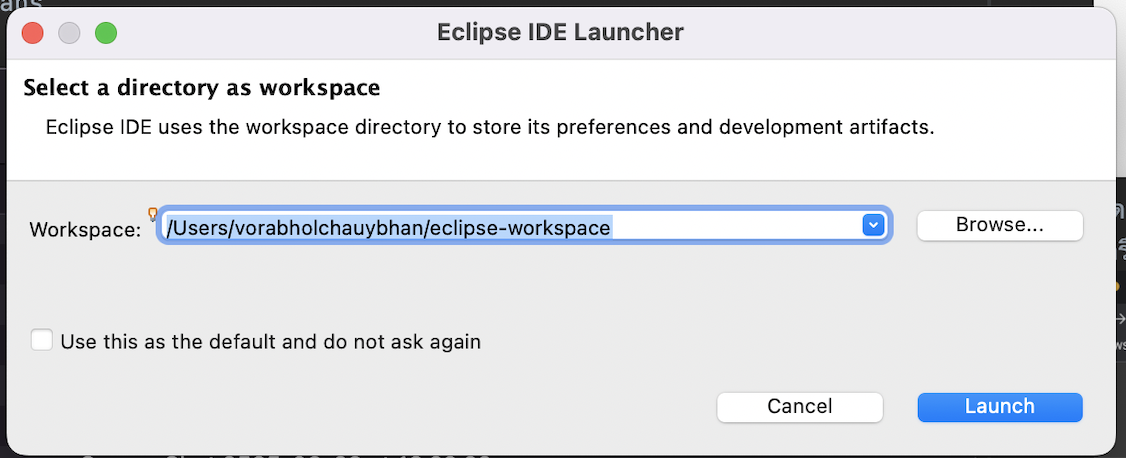 Eclipse IDE Launcher
Select a directory as workspace
Eclipse IDE uses the workspace directory to store its preferences and development artifacts.
Workspace: /Users/vorabholchauybhan/eclipse-workspace Browse...
Use this as the default and do not ask again
Cancel Launch